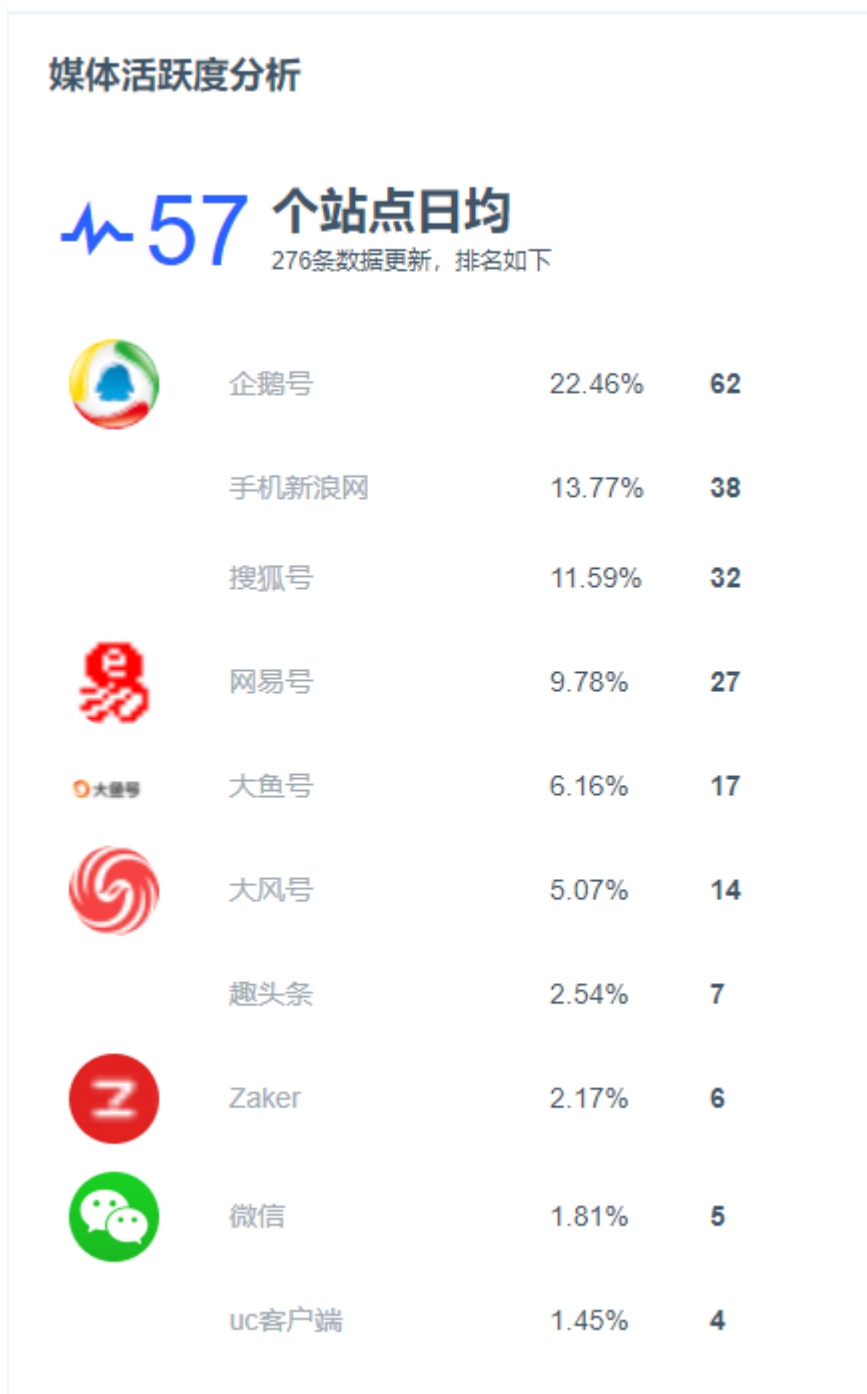 媒体活跃度分析
57 个站点日均
276条数据更新，排名如下
企鹅号 22.46% 62
手机新浪网 13.77% 38
搜狐号 11.59% 32
网易号 9.78% 27
大鱼号 大鱼号 6.16% 17
大风号 5.07% 14
趣头条 2.54% 7
Zaker 2.17% 6
微信 1.81% 5
uc客户端 1.45% 4